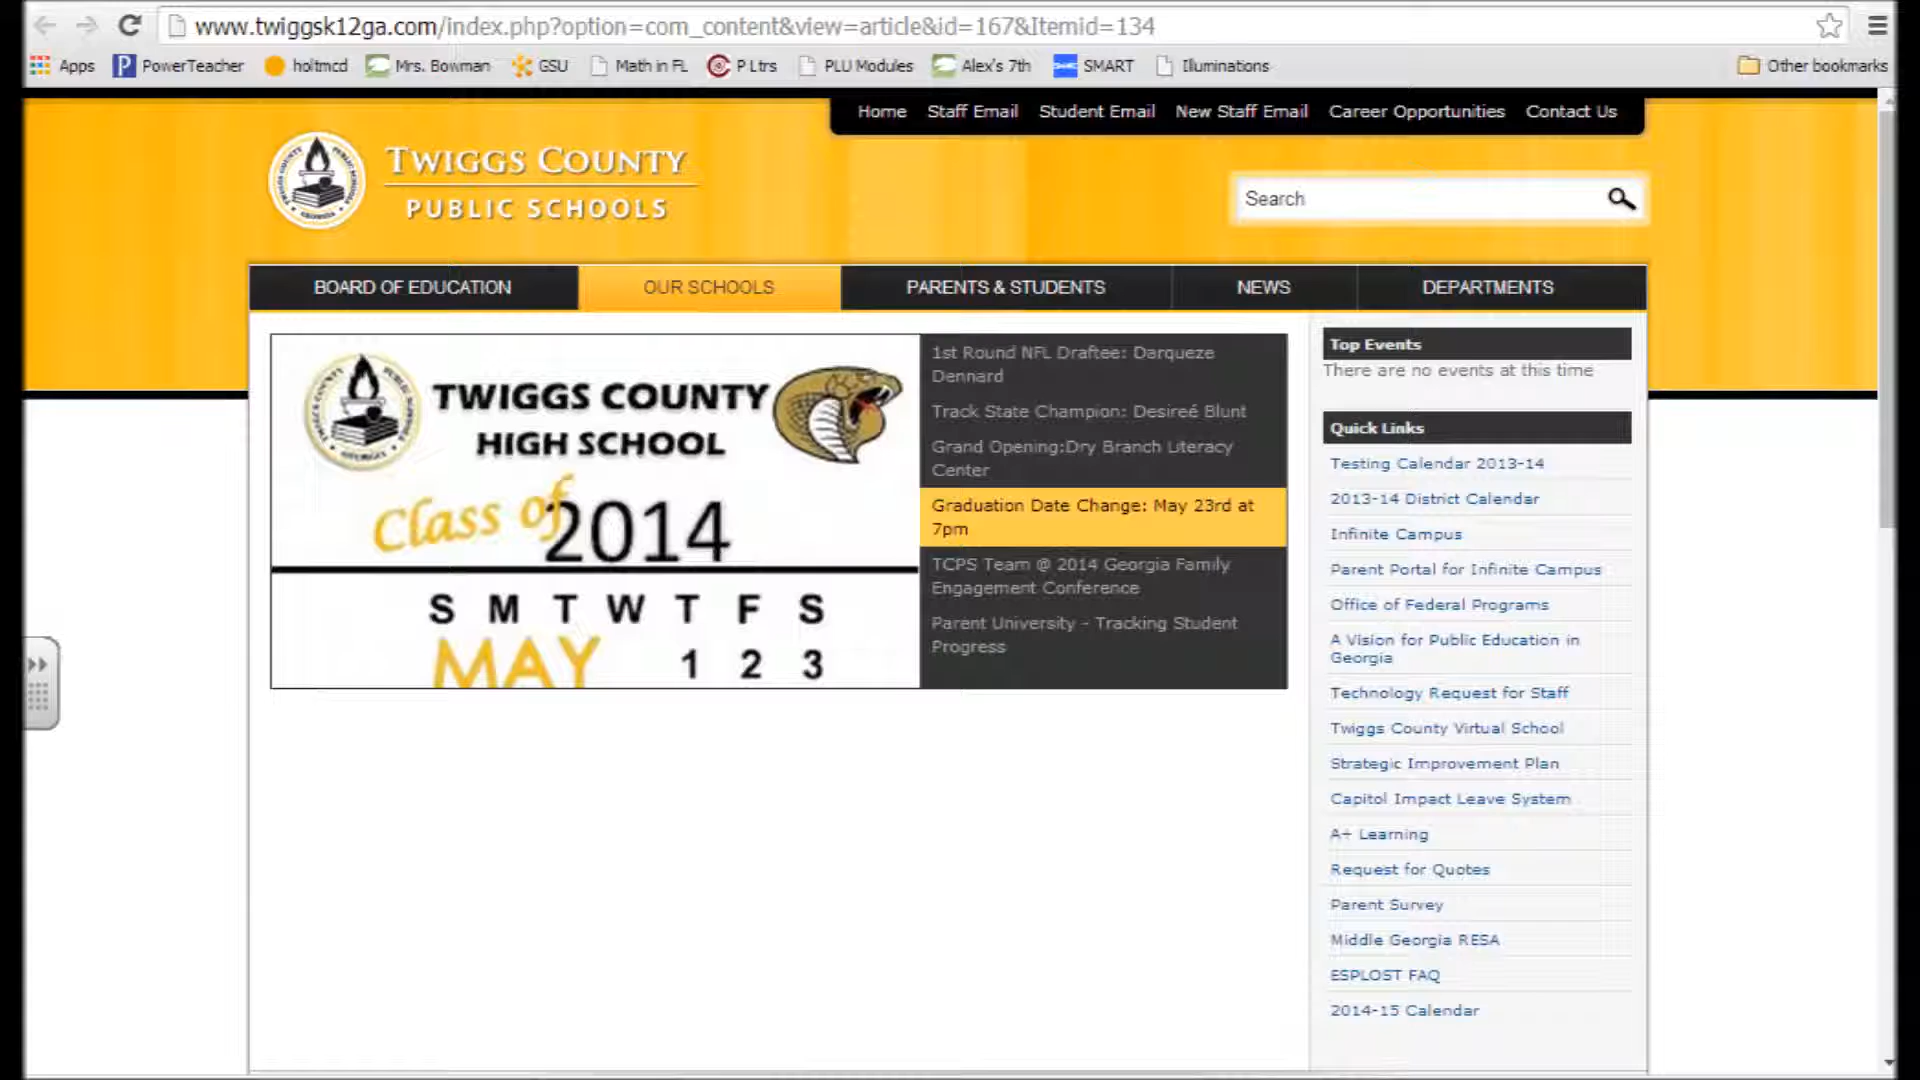 www.twiggsk12ga.com/index.php?option=com_content&view=article&id=167&Itemid=134
Apps PowerTeacher holtmcd Mrs. Bowman GSU Math in FL P Ltrs PLU Modules Alex's 7th SMART Illuminations Other bookmarks
Home Staff Email Student Email New Staff Email Career Opportunities Contact Us
TWIGGS COUNTY
PUBLIC SCHOOLS
Search
BOARD OF EDUCATION OUR SCHOOLS PARENTS & STUDENTS NEWS DEPARTMENTS
TWIGGS COUNTY
HIGH SCHOOL
Class of
2014
S M T W T F S
MAY 1 2 3
1st Round NFL Draftee: Darqueze
Dennard
Track State Champion: Desireé Blunt
Grand Opening:Dry Branch Literacy
Center
Graduation Date Change: May 23rd at
7pm
TCPS Team @ 2014 Georgia Family
Engagement Conference
Parent University - Tracking Student
Progress
Top Events
There are no events at this time
Quick Links
Testing Calendar 2013-14
2013-14 District Calendar
Infinite Campus
Parent Portal for Infinite Campus
Office of Federal Programs
A Vision for Public Education in
Georgia
Technology Request for Staff
Twiggs County Virtual School
Strategic Improvement Plan
Capitol Impact Leave System
A+ Learning
Request for Quotes
Parent Survey
Middle Georgia RESA
ESPLOST FAQ
2014-15 Calendar